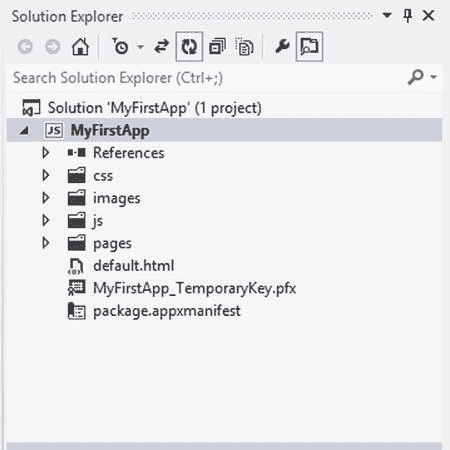 Solution Explorer
Search Solution Explorer (Ctrl+;)
Solution 'MyFirstApp' (1 project)
JS MyFirstApp
References
css
images
js
pages
default.html
MyFirstApp_TemporaryKey.pfx
package.appxmanifest